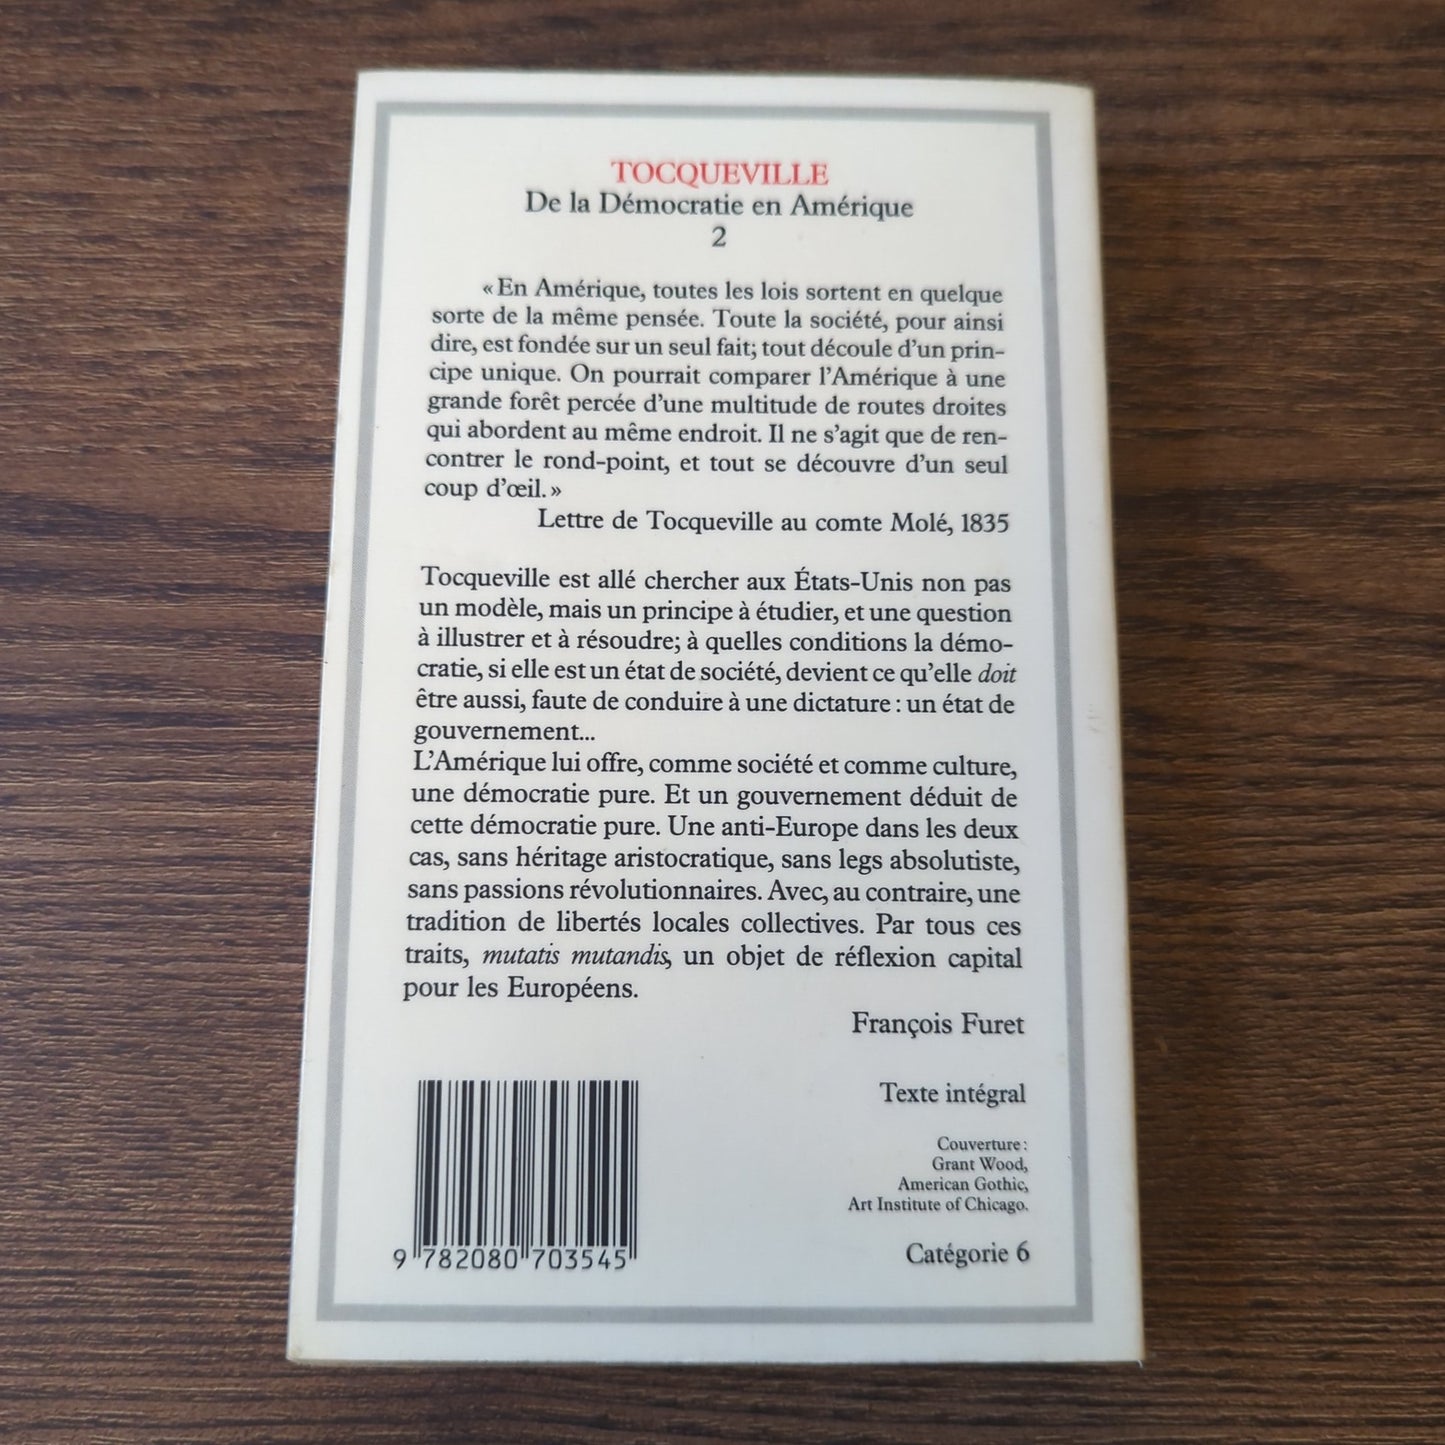 TOCQUEVILLE
De la Démocratie en Amérique
2
« En Amérique, toutes les lois sortent en quelque
sorte de la même pensée. Toute la société, pour ainsi
dire, est fondée sur un seul fait; tout découle d’un prin-
cipe unique. On pourrait comparer l’Amérique à une
grande forêt percée d’une multitude de routes droites
qui abordent au même endroit. Il ne s’agit que de ren-
contrer le rond-point, et tout se découvre d’un seul
coup d’œil. »
Lettre de Tocqueville au comte Molé, 1835
Tocqueville est allé chercher aux États-Unis non pas
un modèle, mais un principe à étudier, et une question
à illustrer et à résoudre; à quelles conditions la démo-
cratie, si elle est un état de société, devient ce qu’elle doit
être aussi, faute de conduire à une dictature : un état de
gouvernement...
L’Amérique lui offre, comme société et comme culture,
une démocratie pure. Et un gouvernement déduit de
cette démocratie pure. Une anti-Europe dans les deux
cas, sans héritage aristocratique, sans legs absolutiste,
sans passions révolutionnaires. Avec, au contraire, une
tradition de libertés locales collectives. Par tous ces
traits, mutatis mutandis, un objet de réflexion capital
pour les Européens.
François Furet
Texte intégral
Couverture :
Grant Wood,
American Gothic,
Art Institute of Chicago.
Catégorie 6
9 782080 703545